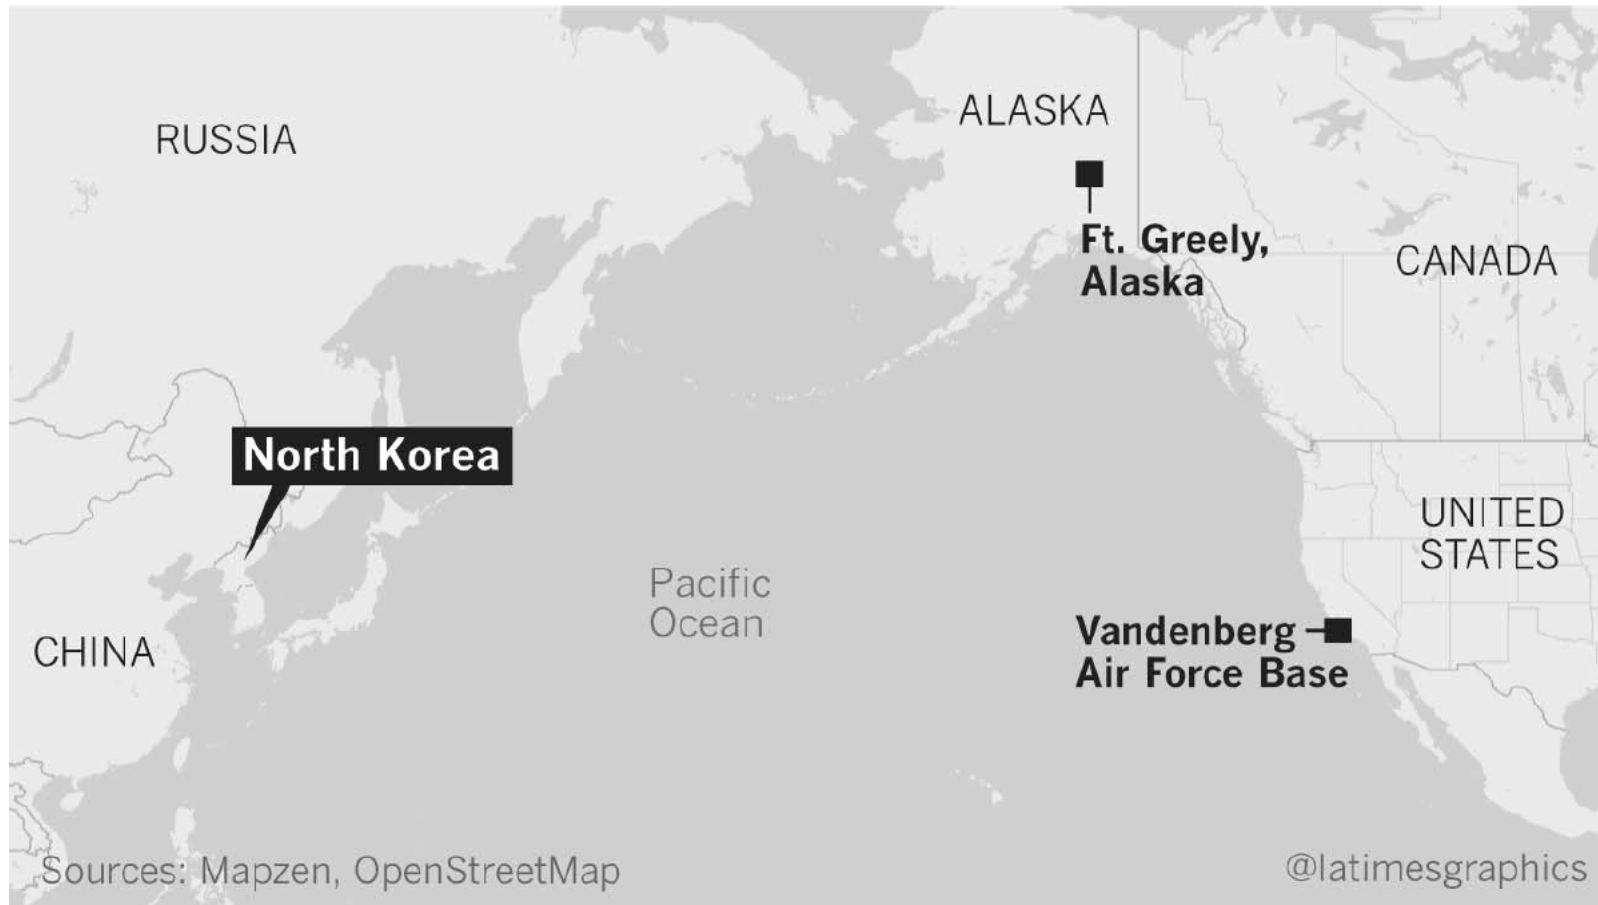 RUSSIA
ALASKA
Ft. Greely,
Alaska
CANADA
North Korea
UNITED
STATES
Pacific
Ocean
CHINA
Vandenberg
Air Force Base
Sources: Mapzen, OpenStreetMap
@latimesgraphics